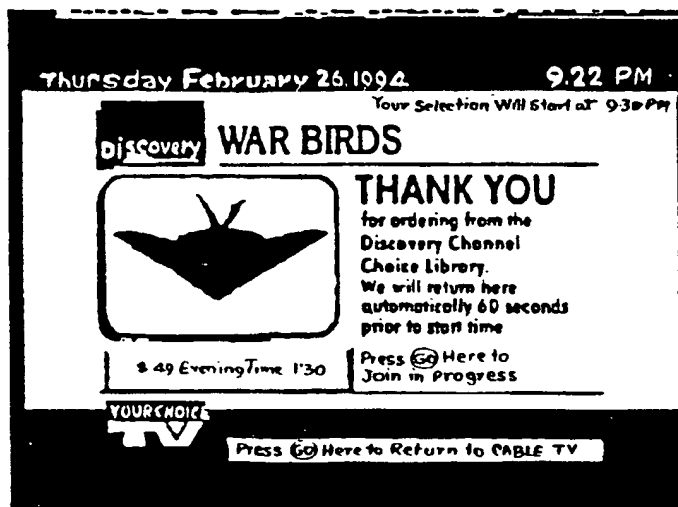 Thursday February 26.1994 9.22 PM
Your Selection Will Start at 9:30 PM
Discovery WAR BIRDS
THANK YOU
for ordering from the
Discovery Channel
Choice Library.
We will return here
automatically 60 seconds
prior to start time
$.49 Evening Time 1'30
Press Go Here to
Join in Progress
YOUR CHOICE
TV
Press Go Here to Return to CABLE TV